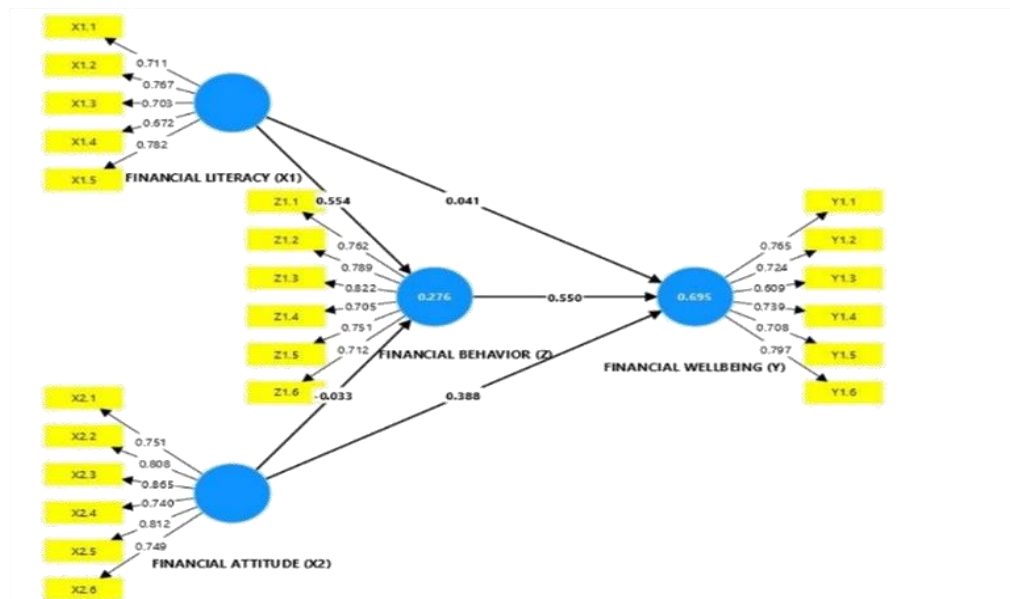 X1.1
X1.2
X1.3
X1.4
X1.5
0.711
0.767
0.703
0.672
0.782
FINANCIAL LITERACY (X1)
0.554
0.041
Z1.1
Z1.2
Z1.3
Z1.4
Z1.5
Z1.6
0.762
0.789
0.822
0.705
0.751
0.712
0.276
FINANCIAL BEHAVIOR (Z)
0.550
0.695
FINANCIAL WELLBEING (Y)
0.765
0.724
0.609
0.739
0.708
0.797
Y1.1
Y1.2
Y1.3
Y1.4
Y1.5
Y1.6
-0.033
0.388
X2.1
X2.2
X2.3
X2.4
X2.5
X2.6
0.751
0.808
0.865
0.740
0.812
0.749
FINANCIAL ATTITUDE (X2)